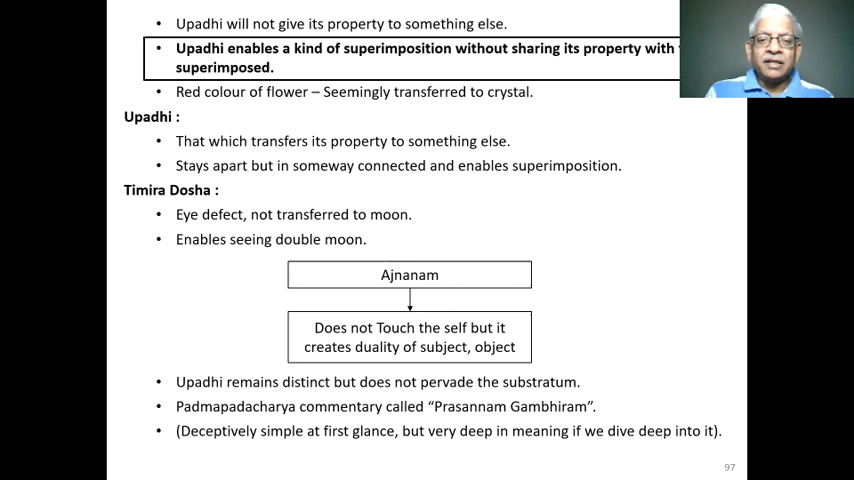 • Upadhi will not give its property to something else.
• Upadhi enables a kind of superimposition without sharing its property with
superimposed.
• Red colour of flower – Seemingly transferred to crystal.
Upadhi :
• That which transfers its property to something else.
• Stays apart but in someway connected and enables superimposition.
Timira Dosha :
• Eye defect, not transferred to moon.
• Enables seeing double moon.
Ajnanam
Does not Touch the self but it
creates duality of subject, object
• Upadhi remains distinct but does not pervade the substratum.
• Padmapadacharya commentary called “Prasannam Gambhiram”.
• (Deceptively simple at first glance, but very deep in meaning if we dive deep into it).
97